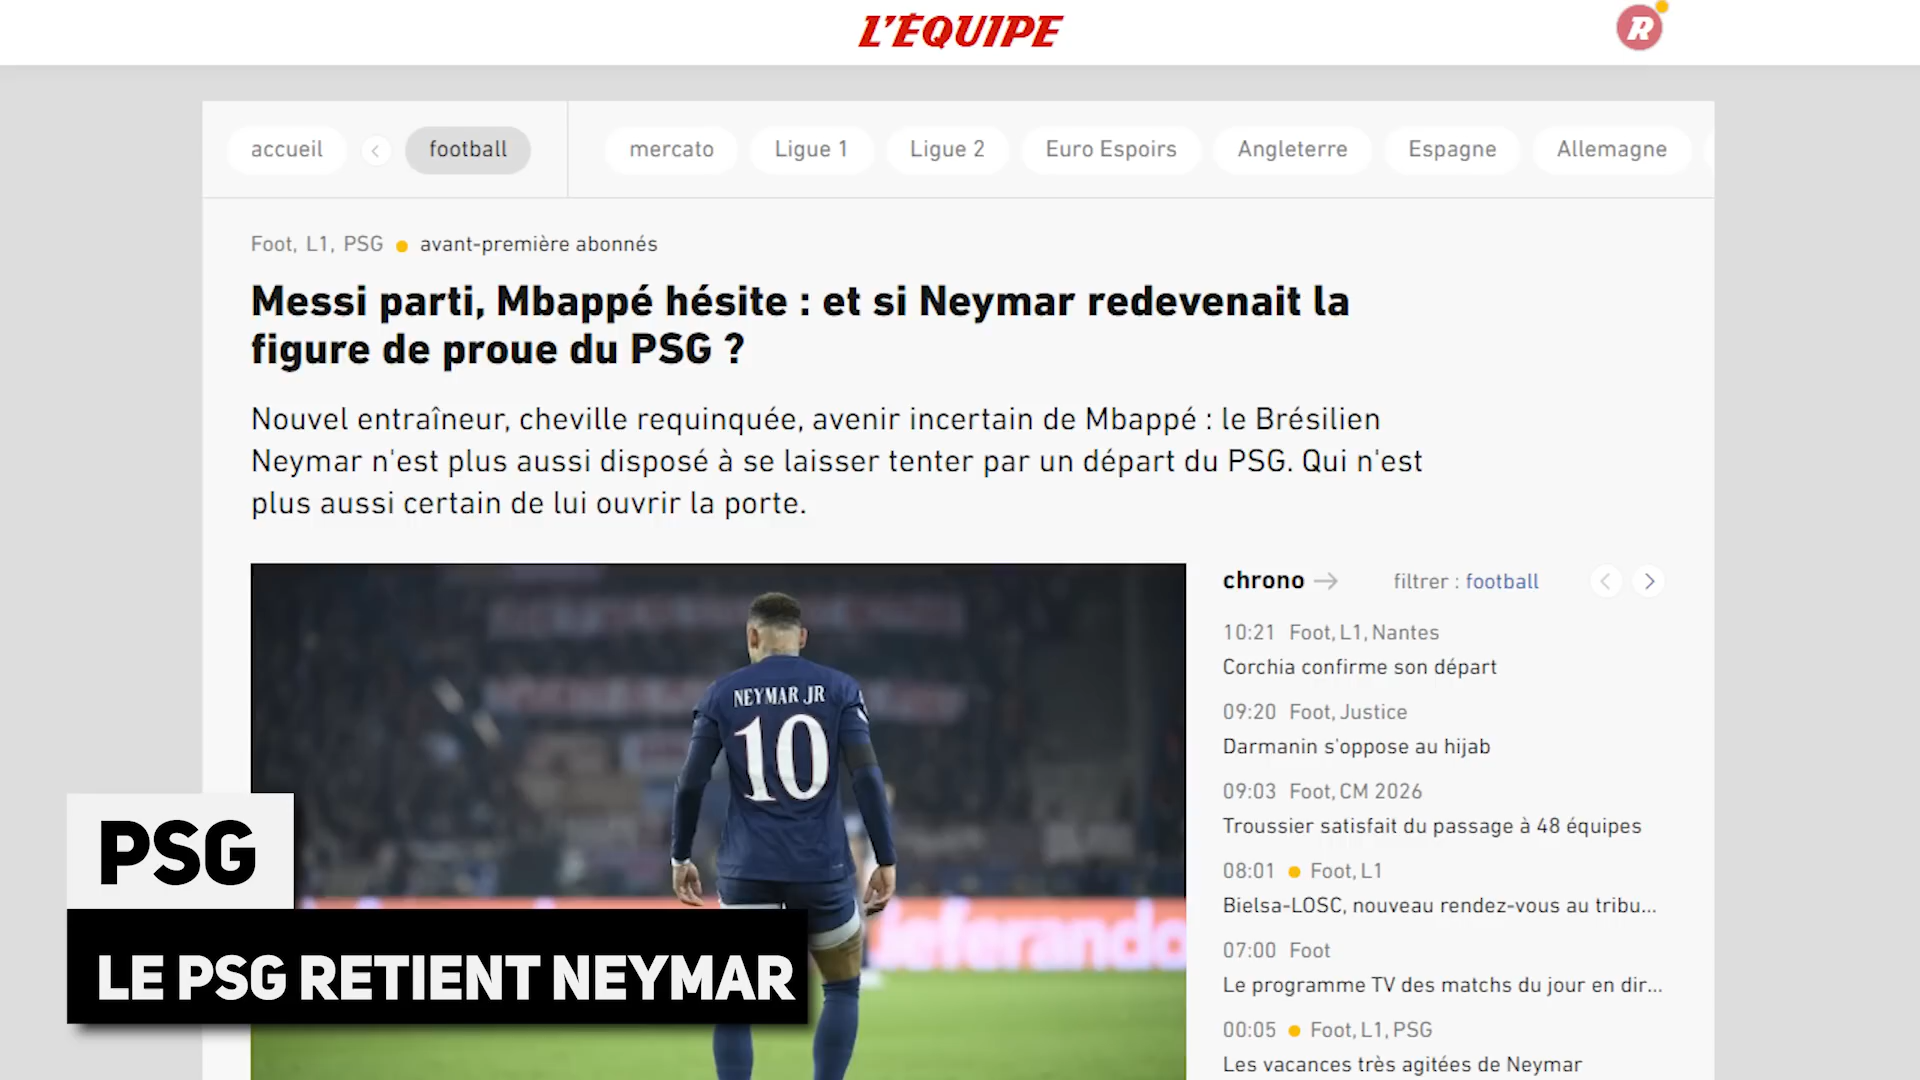 L'ÉQUIPE
R
accueil
football
mercato
Ligue 1
Ligue 2
Euro Espoirs
Angleterre
Espagne
Allemagne
Foot, L1, PSG
avant-première abonnés
Messi parti, Mbappé hésite : et si Neymar redevenait la
figure de proue du PSG ?
Nouvel entraîneur, cheville requinquée, avenir incertain de Mbappé : le Brésilien
Neymar n'est plus aussi disposé à se laisser tenter par un départ du PSG. Qui n'est
plus aussi certain de lui ouvrir la porte.
NEYMAR JR
10
PSG
LE PSG RETIENT NEYMAR
chrono
filtrer : football
10:21 Foot, L1, Nantes
Corchia confirme son départ
09:20 Foot, Justice
Darmanin s'oppose au hijab
09:03 Foot, CM 2026
Troussier satisfait du passage à 48 équipes
08:01 Foot, L1
Bielsa-LOSC, nouveau rendez-vous au tribu...
07:00 Foot
Le programme TV des matchs du jour en dir...
00:05 Foot, L1, PSG
Les vacances très agitées de Neymar